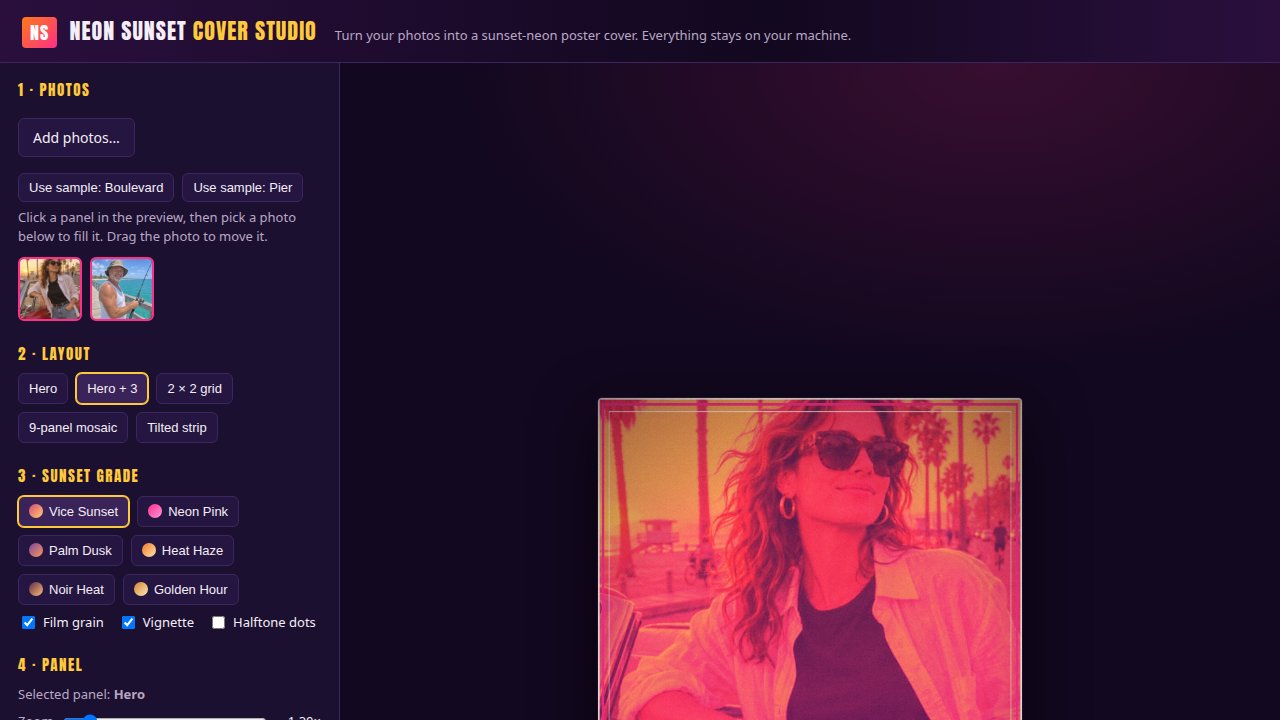 NS NEON SUNSET COVER STUDIO Turn your photos into a sunset-neon poster cover. Everything stays on your machine.
1 · PHOTOS
Add photos...
Use sample: Boulevard Use sample: Pier
Click a panel in the preview, then pick a photo
below to fill it. Drag the photo to move it.
2 · LAYOUT
Hero Hero + 3 2 × 2 grid
9-panel mosaic Tilted strip
3 · SUNSET GRADE
Vice Sunset Neon Pink
Palm Dusk Heat Haze
Noir Heat Golden Hour
Film grain Vignette Halftone dots
4 · PANEL
Selected panel: Hero